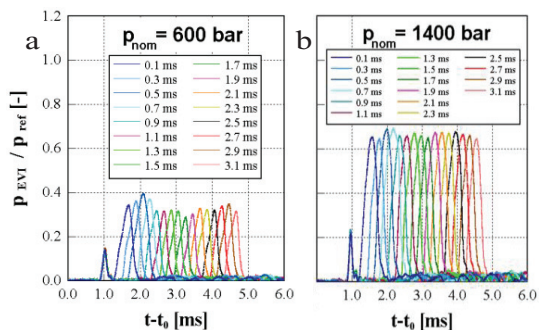 a
p_nom = 600 bar
0.1 ms
0.3 ms
0.5 ms
0.7 ms
0.9 ms
1.1 ms
1.3 ms
1.5 ms
1.7 ms
1.9 ms
2.1 ms
2.3 ms
2.5 ms
2.7 ms
2.9 ms
3.1 ms
1.2
1.0
0.8
0.6
0.4
0.2
0.0
p EVI / p ref [-]
0.0 1.0 2.0 3.0 4.0 5.0 6.0
t-t₀ [ms]
b
p_nom = 1400 bar
0.1 ms
0.3 ms
0.5 ms
0.7 ms
0.9 ms
1.1 ms
1.3 ms
1.5 ms
1.7 ms
1.9 ms
2.1 ms
2.3 ms
2.5 ms
2.7 ms
2.9 ms
3.1 ms
1.0 2.0 3.0 4.0 5.0 6.0
t-t₀ [ms]